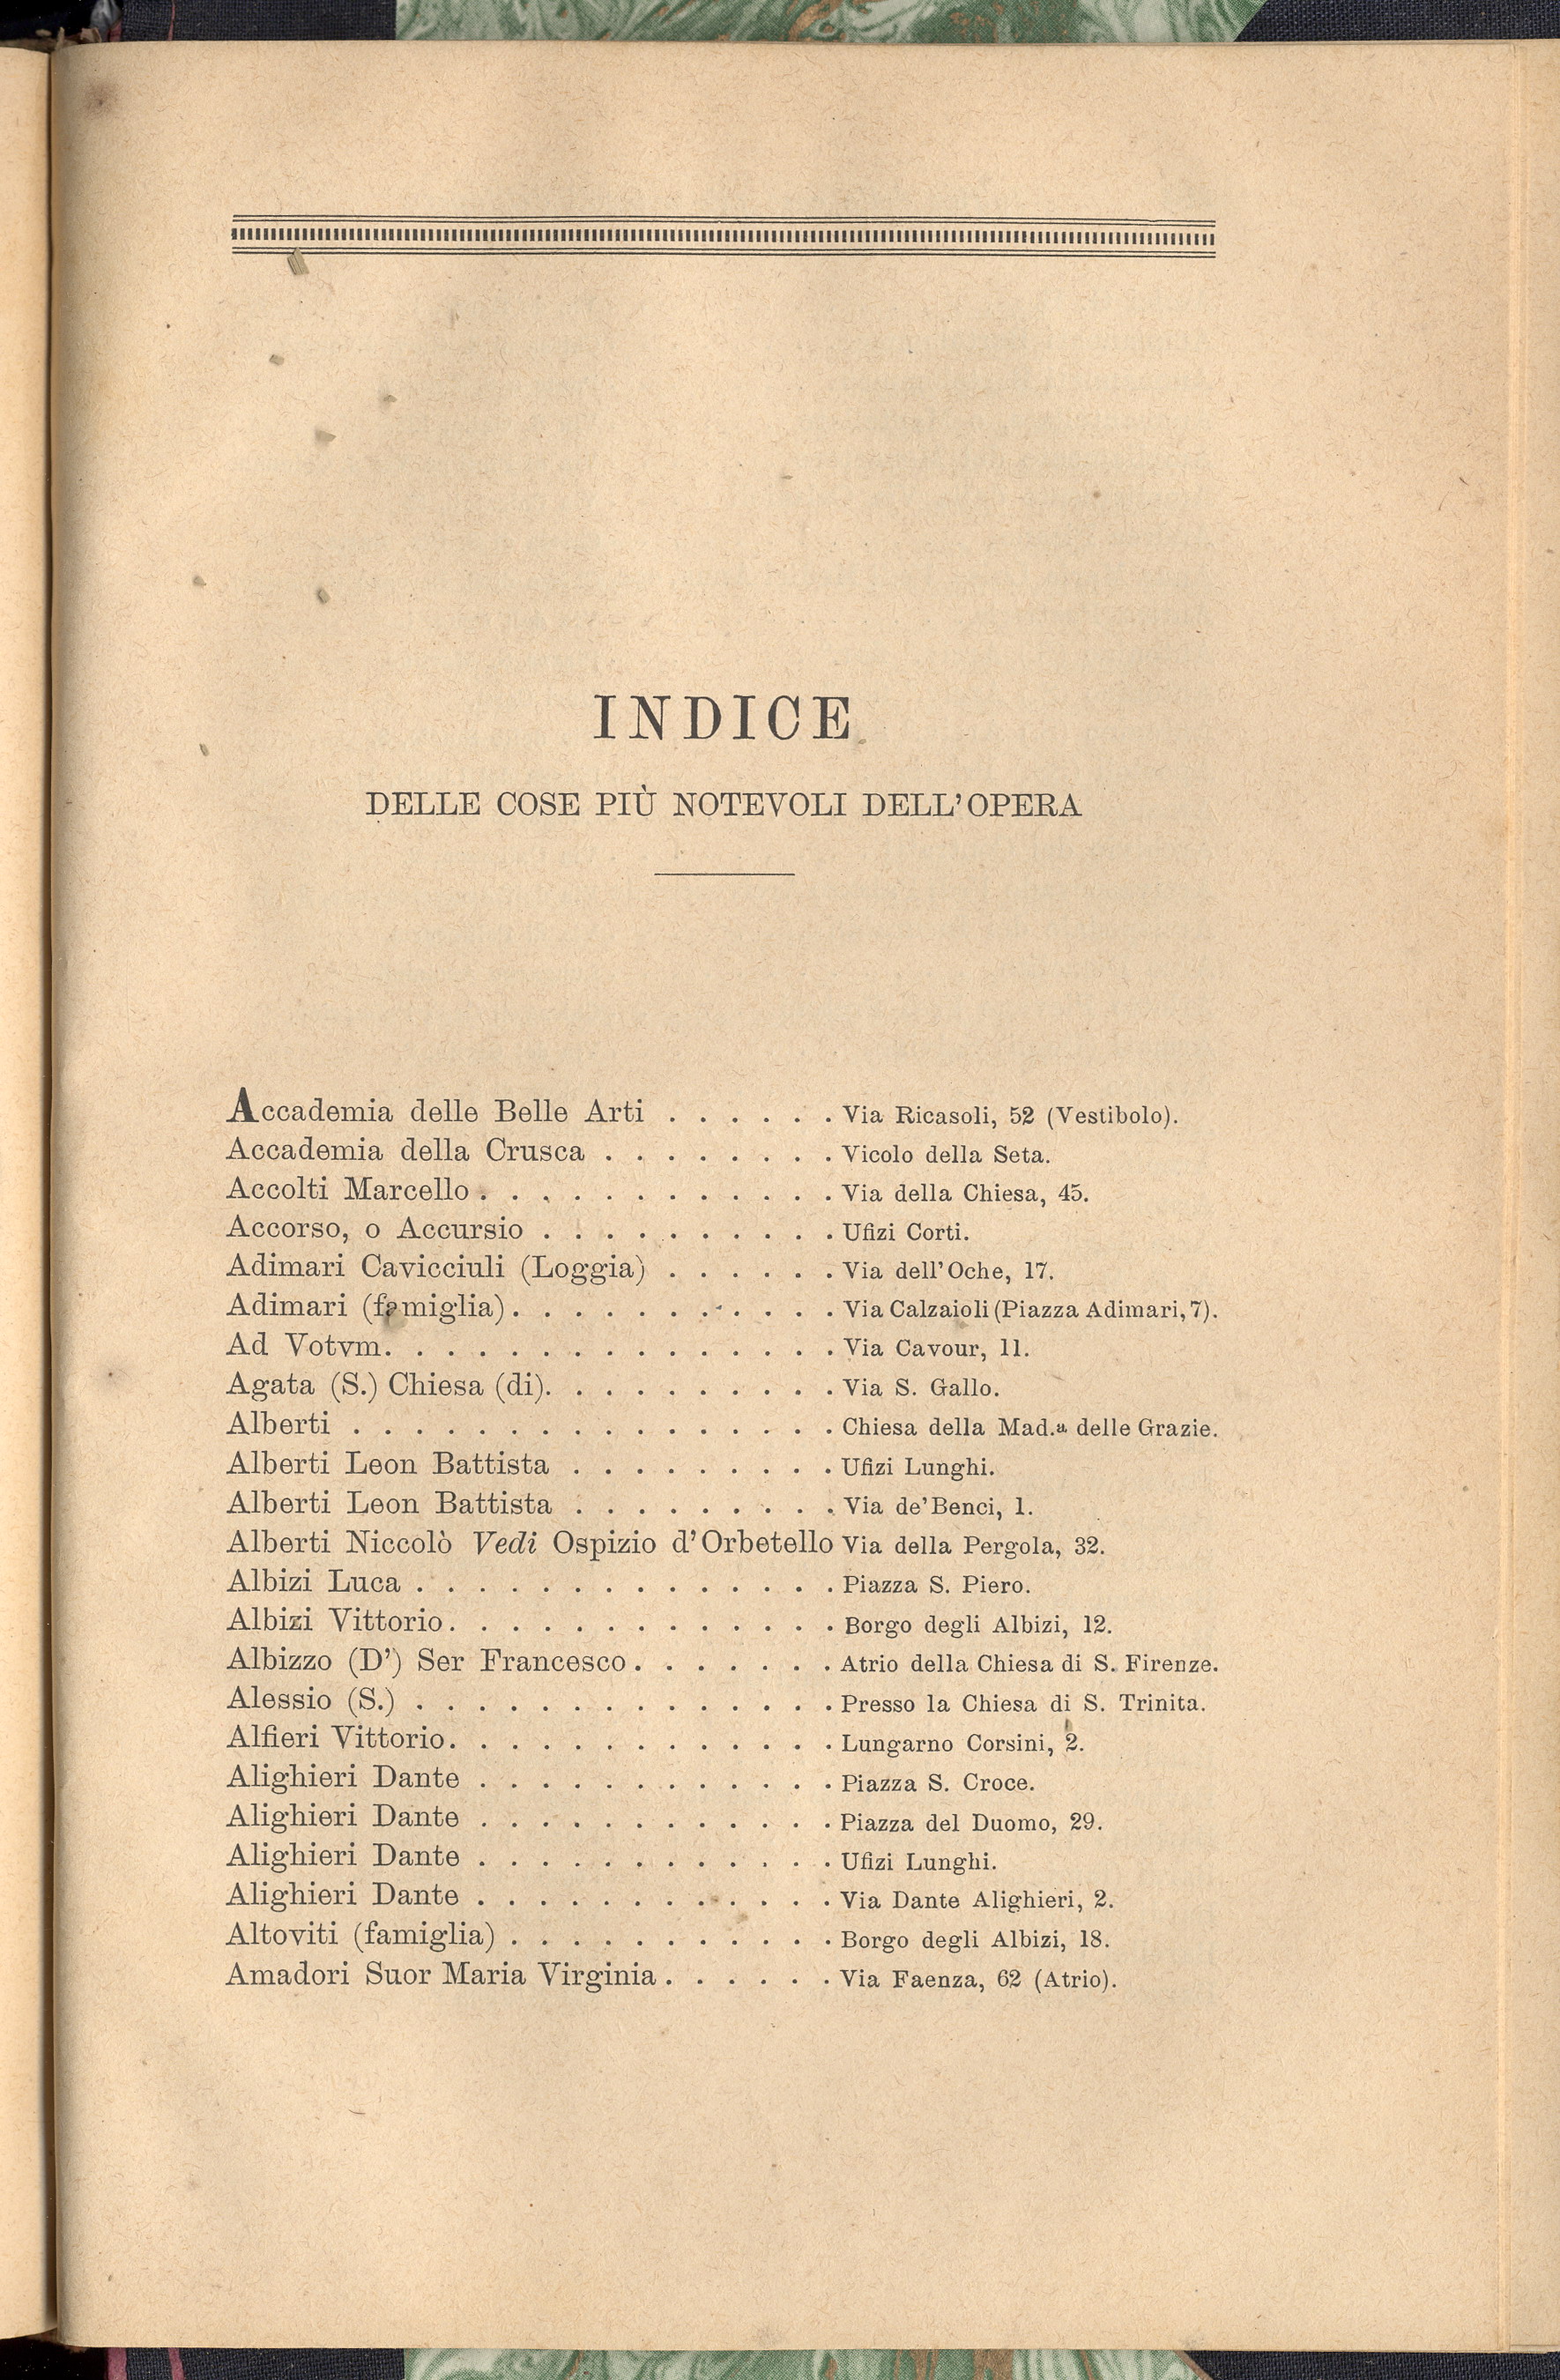 INDICE
DELLE COSE PIÙ NOTEVOLI DELL'OPERA
Accademia delle Belle Arti . . . . . . Via Ricasoli, 52 (Vestibolo).
Accademia della Crusca . . . . . . . . Vicolo della Seta.
Accolti Marcello . . . . . . . . . . . . Via della Chiesa, 45.
Accorso, o Accursio . . . . . . . . . . Ufizi Corti.
Adimari Cavicciuli (Loggia) . . . . . . Via dell'Oche, 17.
Adimari (famiglia) . . . . . . . . . . . Via Calzaioli (Piazza Adimari, 7).
Ad Votvm. . . . . . . . . . . . . . . Via Cavour, 11.
Agata (S.) Chiesa (di). . . . . . . . . . Via S. Gallo.
Alberti . . . . . . . . . . . . . . . . Chiesa della Mad.a delle Grazie.
Alberti Leon Battista . . . . . . . . . Ufizi Lunghi.
Alberti Leon Battista . . . . . . . . . Via de' Benci, 1.
Alberti Niccolò Vedi Ospizio d'Orbetello Via della Pergola, 32.
Albizi Luca . . . . . . . . . . . . . . Piazza S. Piero.
Albizi Vittorio. . . . . . . . . . . . . Borgo degli Albizi, 12.
Albizzo (D') Ser Francesco . . . . . . . Atrio della Chiesa di S. Firenze.
Alessio (S.) . . . . . . . . . . . . . . Presso la Chiesa di S. Trinita.
Alfieri Vittorio. . . . . . . . . . . . . Lungarno Corsini, 2.
Alighieri Dante . . . . . . . . . . . . Piazza S. Croce.
Alighieri Dante . . . . . . . . . . . . Piazza del Duomo, 29.
Alighieri Dante . . . . . . . . . . . . Ufizi Lunghi.
Alighieri Dante . . . . . . . . . . . . Via Dante Alighieri, 2.
Altoviti (famiglia) . . . . . . . . . . . Borgo degli Albizi, 18.
Amadori Suor Maria Virginia . . . . . . Via Faenza, 62 (Atrio).